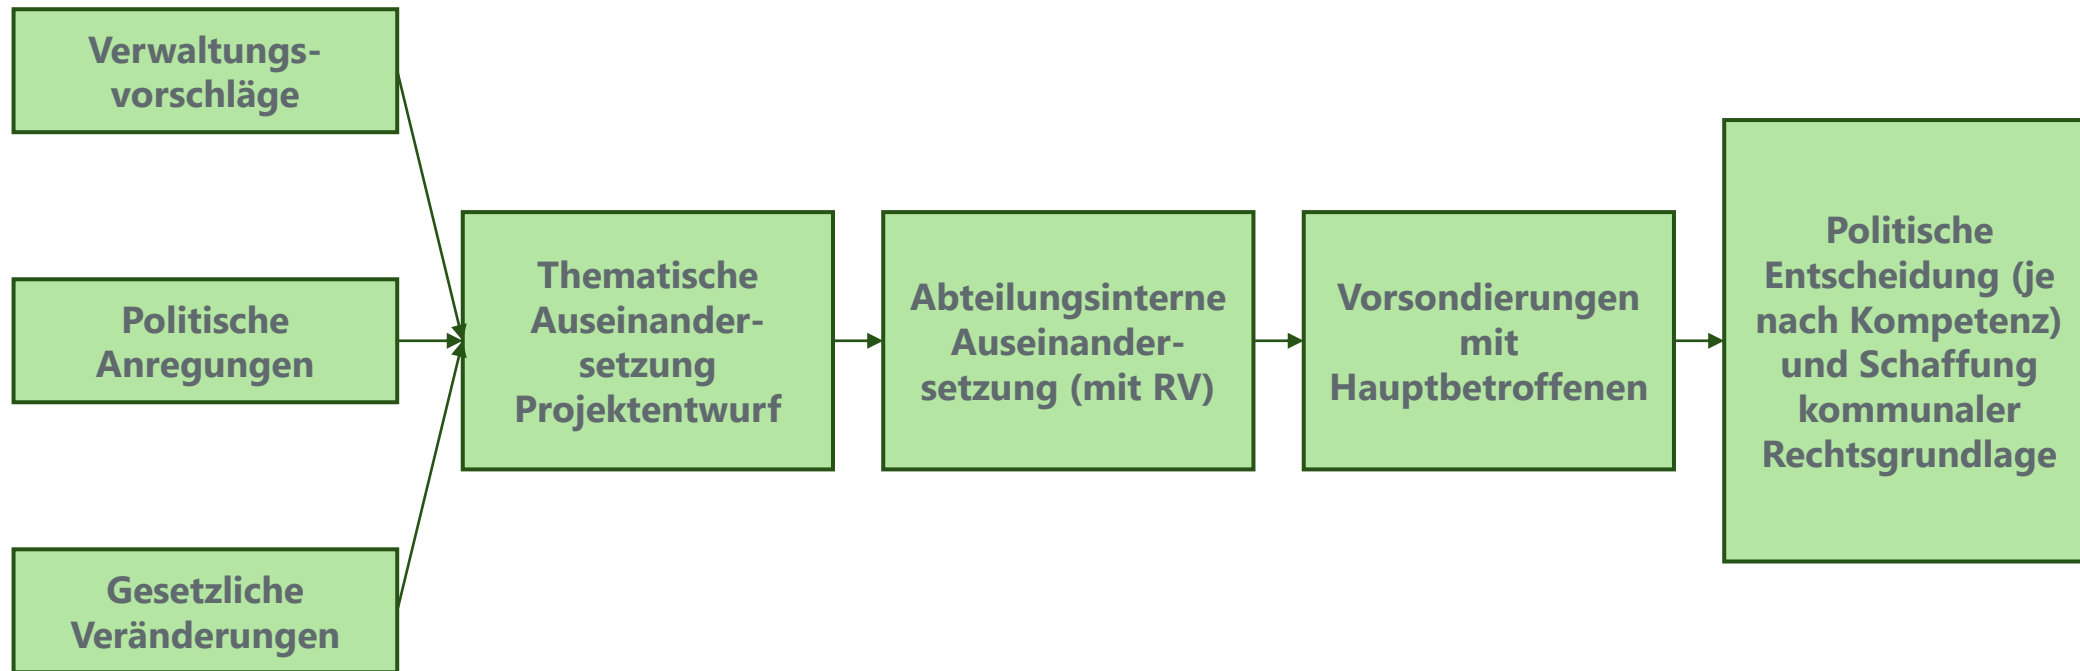 Verwaltungs-
vorschläge
Politische
Anregungen
Gesetzliche
Veränderungen
Thematische
Auseinander-
setzung
Projektentwurf
Abteilungsinterne
Auseinander-
setzung (mit RV)
Vorsondierungen
mit
Hauptbetroffenen
Politische
Entscheidung (je
nach Kompetenz)
und Schaffung
kommunaler
Rechtsgrundlage